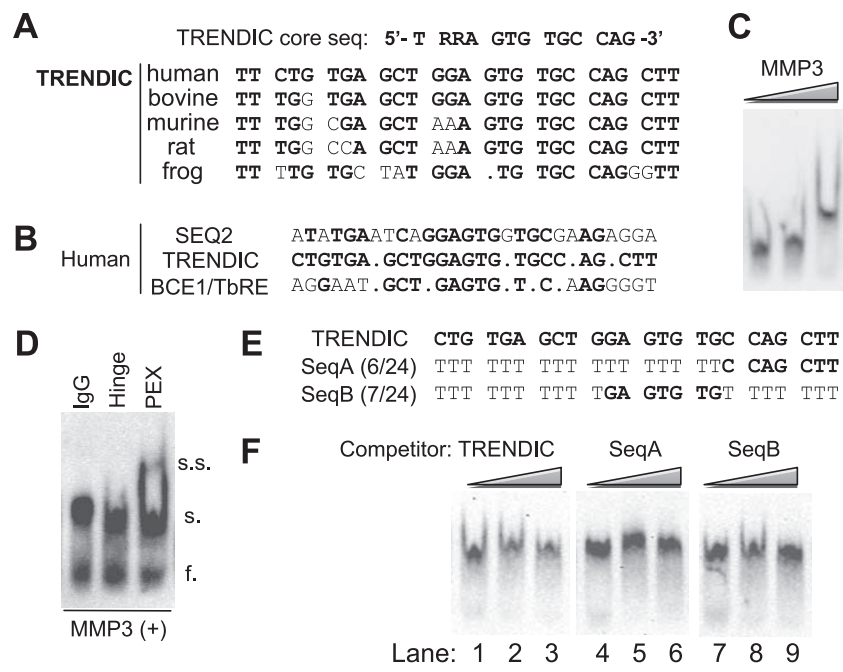 A
TRENDIC core seq: 5'- T RRA GTG TGC CAG -3'
TRENDIC
human TT CTG TGA GCT GGA GTG TGC CAG CTT
bovine TT TGG TGA GCT GGA GTG TGC CAG CTT
murine TT TGG CGA GCT AAA GTG TGC CAG CTT
rat TT TGG CCA GCT AAA GTG TGC CAG CTT
frog TT TTG TGC TAT GGA .TG TGC CAGGGTT
B
Human
SEQ2 ATATGAATCAGGAGTGGTGCGAAGAGGA
TRENDIC CTGTGA.GCTGGAGTG.TGCC.AG.CTT
BCE1/TbRE AGGAAT.GCT.GAGTG.T.C.AAGGGGT
C
MMP3
D
IgG
Hinge
PEX
s.s.
s.
f.
MMP3 (+)
E
TRENDIC CTG TGA GCT GGA GTG TGC CAG CTT
SeqA (6/24) TTT TTT TTT TTT TTT TTC CAGCTT
SeqB (7/24) TTT TTT TTT TGAG GTG TGT TTT TTT
F
Competitor: TRENDIC SeqA SeqB
Lane: 1 2 3 4 5 6 7 8 9